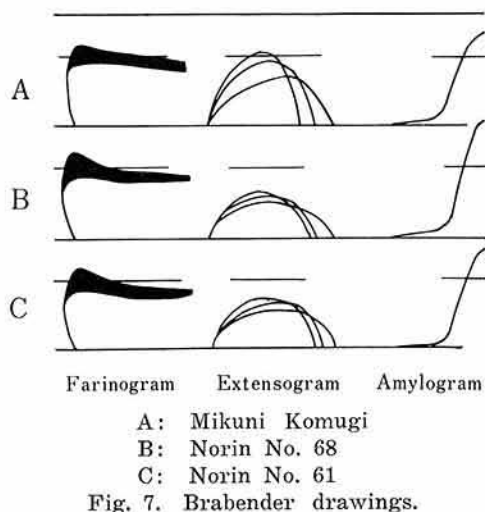 A
B
C
Farinogram Extensogram Amylogram
A: Mikuni Komugi
B: Norin No. 68
C: Norin No. 61
Fig. 7. Brabender drawings.